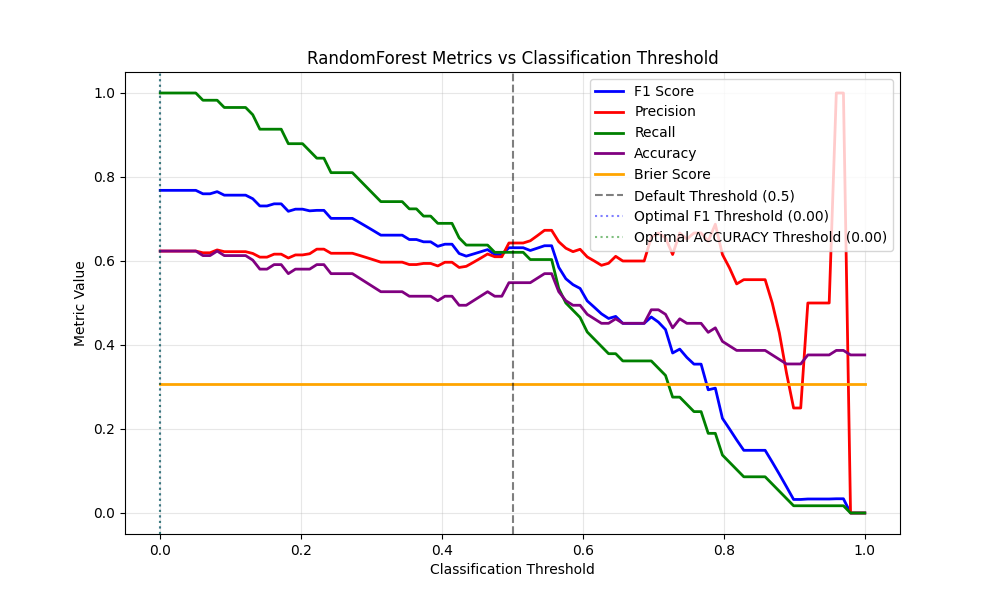 RandomForest Metrics vs Classification Threshold
F1 Score
Precision
Recall
Accuracy
Brier Score
Default Threshold (0.5)
Optimal F1 Threshold (0.00)
Optimal ACCURACY Threshold (0.00)
Metric Value
1.0
0.8
0.6
0.4
0.2
0.0
0.0 0.2 0.4 0.6 0.8 1.0
Classification Threshold